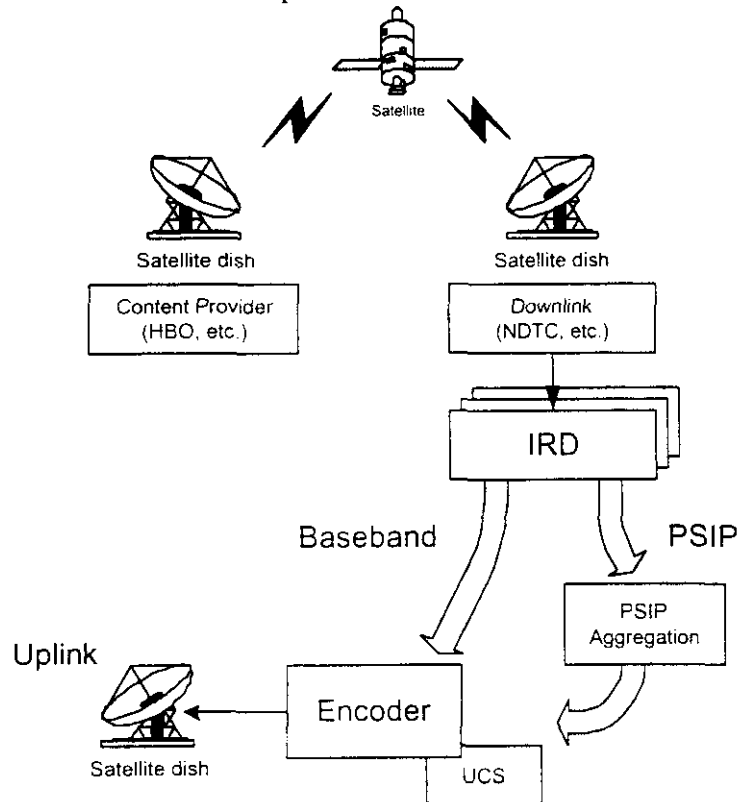 Satellite
Satellite dish
Satellite dish
Content Provider
(HBO, etc.)
Downlink
(NDTC, etc.)
IRD
Baseband
PSIP
PSIP
Aggregation
Uplink
Encoder
Satellite dish
UCS